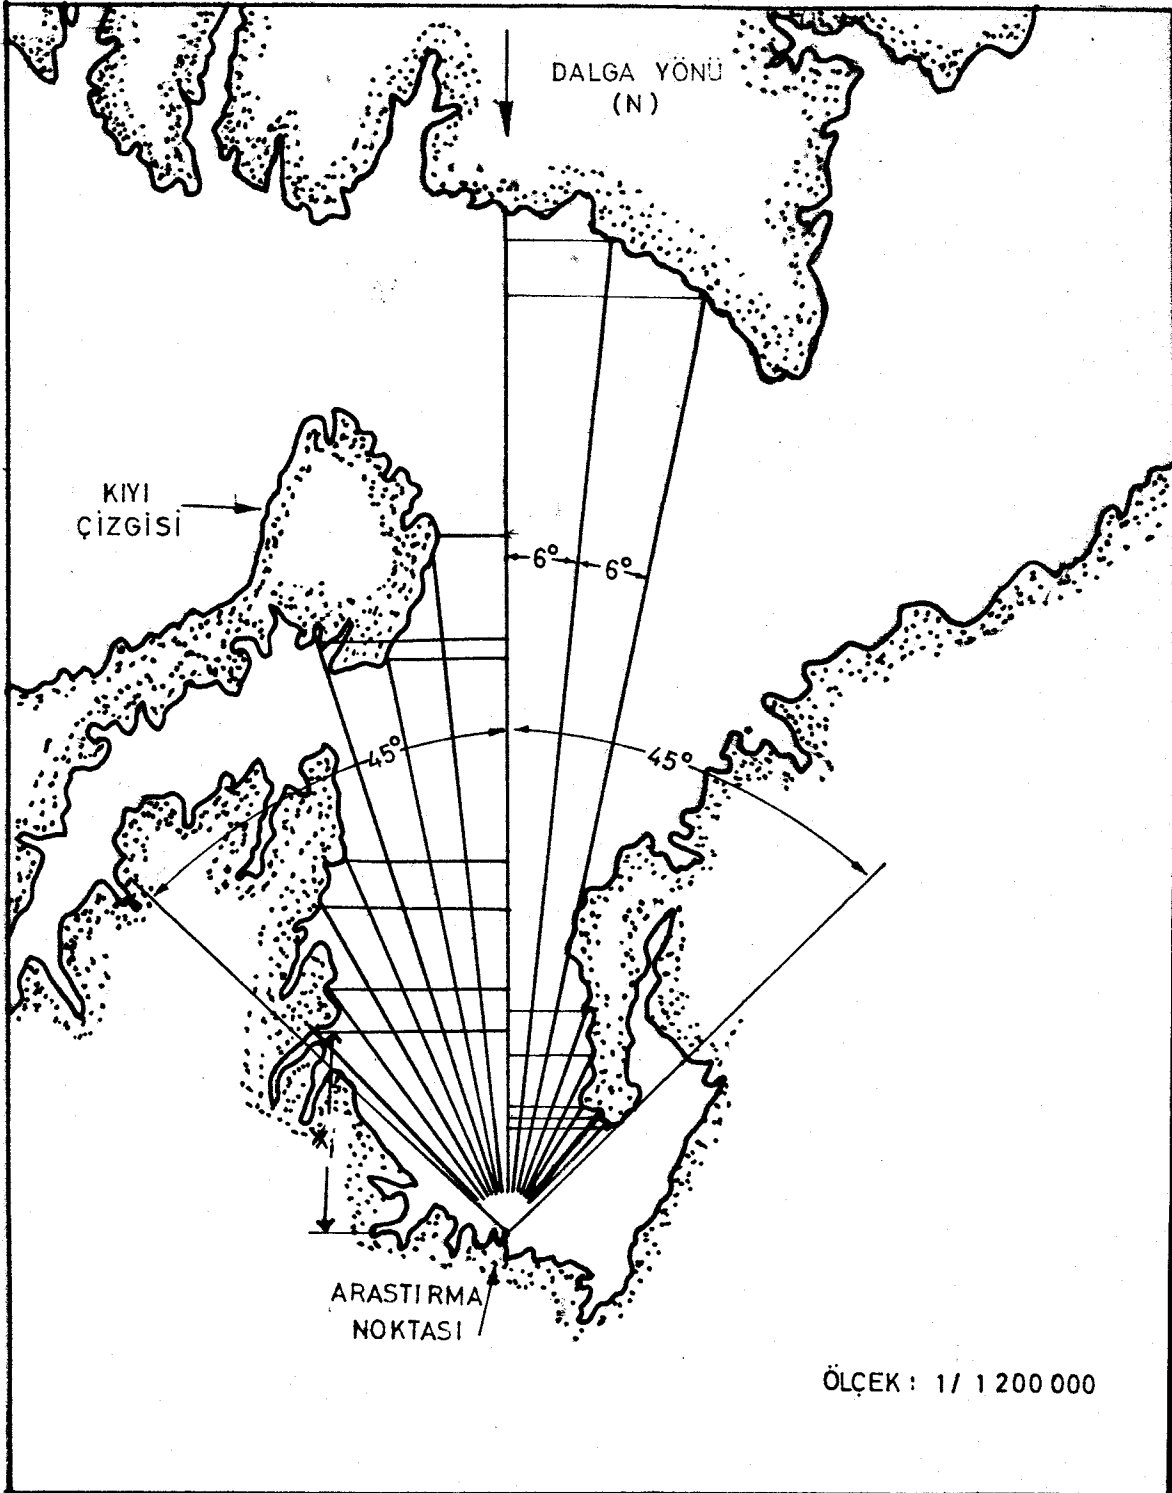 DALGA YÖNÜ
(N)
KIYI
ÇİZGİSİ
6°
6°
45°
45°
ARASTIRMA
NOKTASI
ÖLÇEK : 1/ 1 200 000